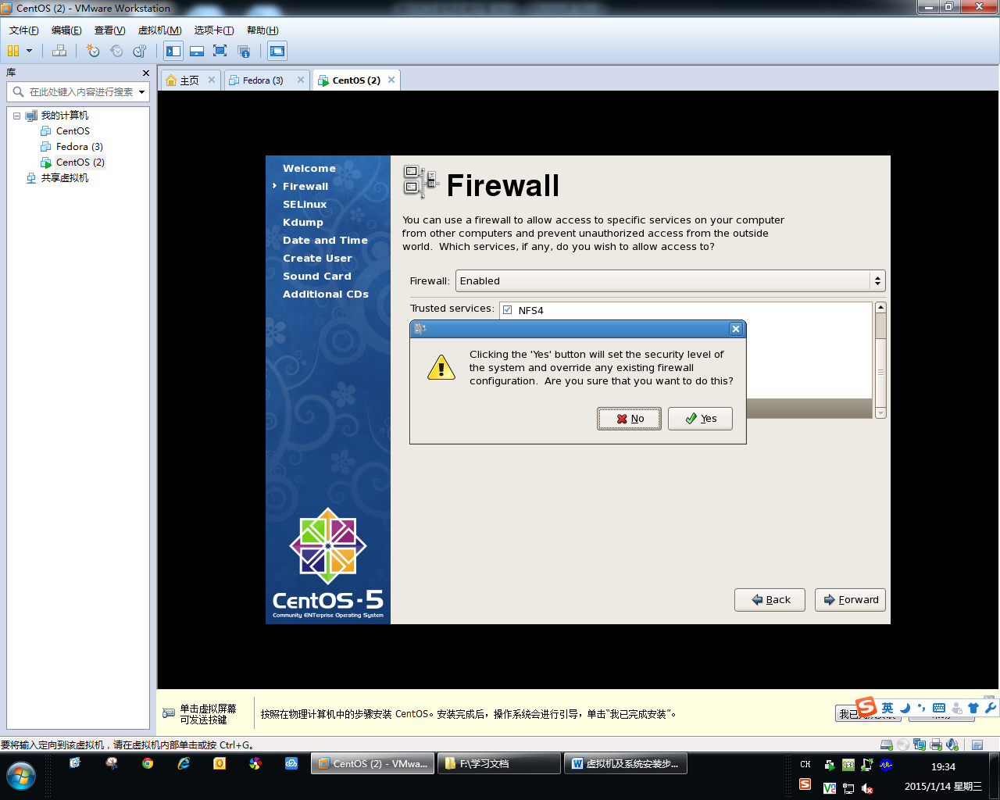 CentOS (2) - VMware Workstation
文件(F) 编辑(E) 查看(V) 虚拟机(M) 选项卡(T) 帮助(H)
库
在此处键入内容进行搜索
我的计算机
CentOS
Fedora (3)
CentOS (2)
共享虚拟机
主页 Fedora (3) CentOS (2)
Welcome
Firewall
SELinux
Kdump
Date and Time
Create User
Sound Card
Additional CDs
CentOS-5
Community ENTerprise Operating System
Firewall
You can use a firewall to allow access to specific services on your computer
from other computers and prevent unauthorized access from the outside
world. Which services, if any, do you wish to allow access to?
Firewall: Enabled
Trusted services: NFS4
Clicking the 'Yes' button will set the security level of
the system and override any existing firewall
configuration. Are you sure that you want to do this?
No Yes
Back Forward
单击虚拟屏幕
可发送按键
按照在物理计算机中的步骤安装 CentOS。安装完成后，操作系统会进行引导，单击“我已完成安装”。
英
要将输入定向到该虚拟机，请在虚拟机内部单击或按 Ctrl+G。
CentOS (2) - VMwa... F:\学习文档 虚拟机及系统安装步...
CH
19:34
2015/1/14 星期三